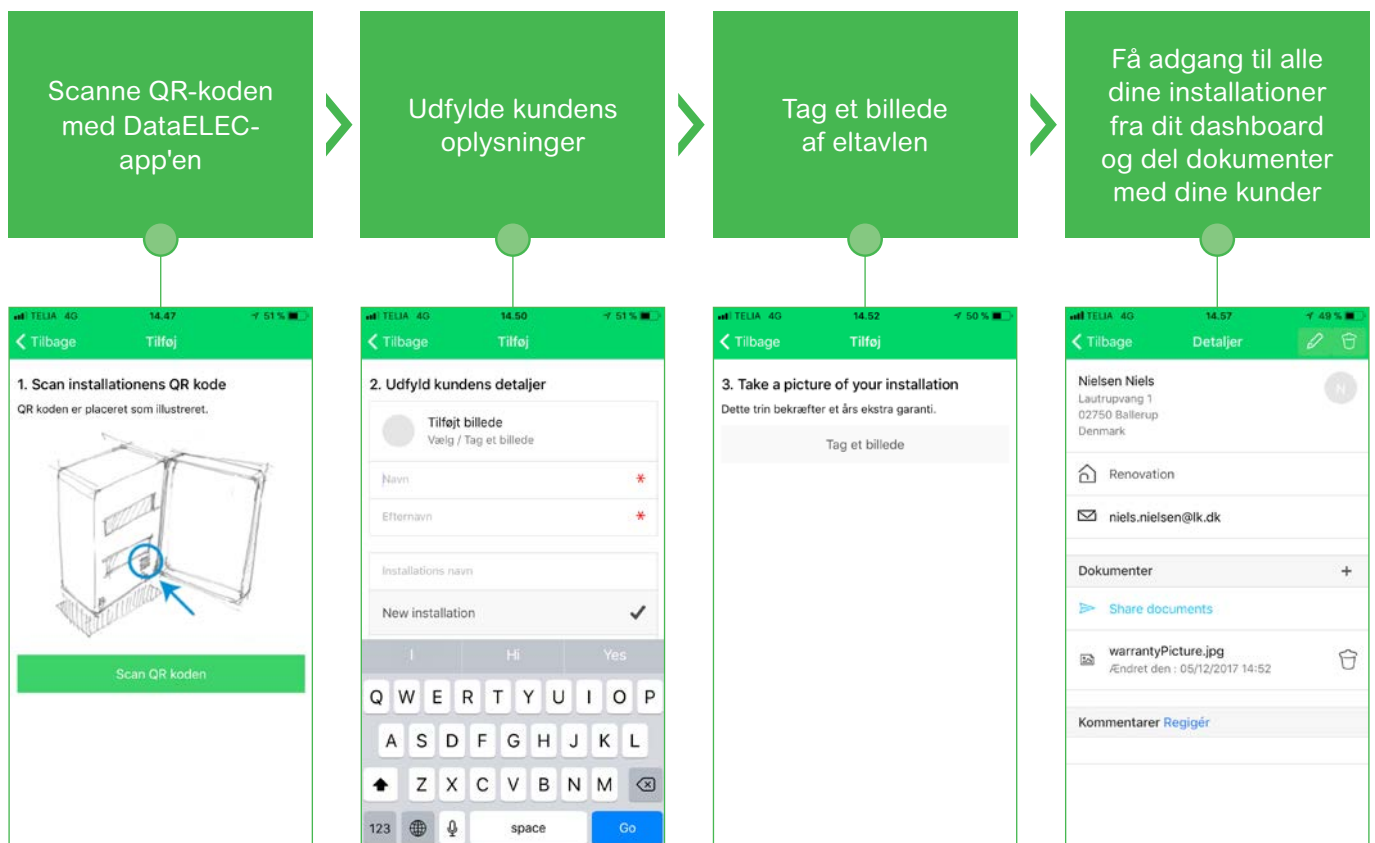 Scanne QR-koden
med DataELEC-
app'en
Udfylde kundens
oplysninger
Tag et billede
af eltavlen
Få adgang til alle
dine installationer
fra dit dashboard
og del dokumenter
med dine kunder
TELIA 4G 14.47 51 %
Tilbage Tilføj
1. Scan installationens QR kode
QR koden er placeret som illustreret.
Scan QR koden
TELIA 4G 14.50 51 %
Tilbage Tilføj
2. Udfyld kundens detaljer
Tilføjt billede
Vælg / Tag et billede
Navn *
Efternavn *
Installations navn
New installation
I Hi Yes
Q W E R T Y U I O P
A S D F G H J K L
Z X C V B N M
123 space Go
TELIA 4G 14.52 50 %
Tilbage Tilføj
3. Take a picture of your installation
Dette trin bekræfter et års ekstra garanti.
Tag et billede
TELIA 4G 14.57 49 %
Tilbage Detaljer
Nielsen Niels
N
Lautrupvang 1
02750 Ballerup
Denmark
Renovation
niels.nielsen@lk.dk
Dokumenter +
Share documents
warrantyPicture.jpg
Ændret den : 05/12/2017 14:52
Kommentarer Regigér